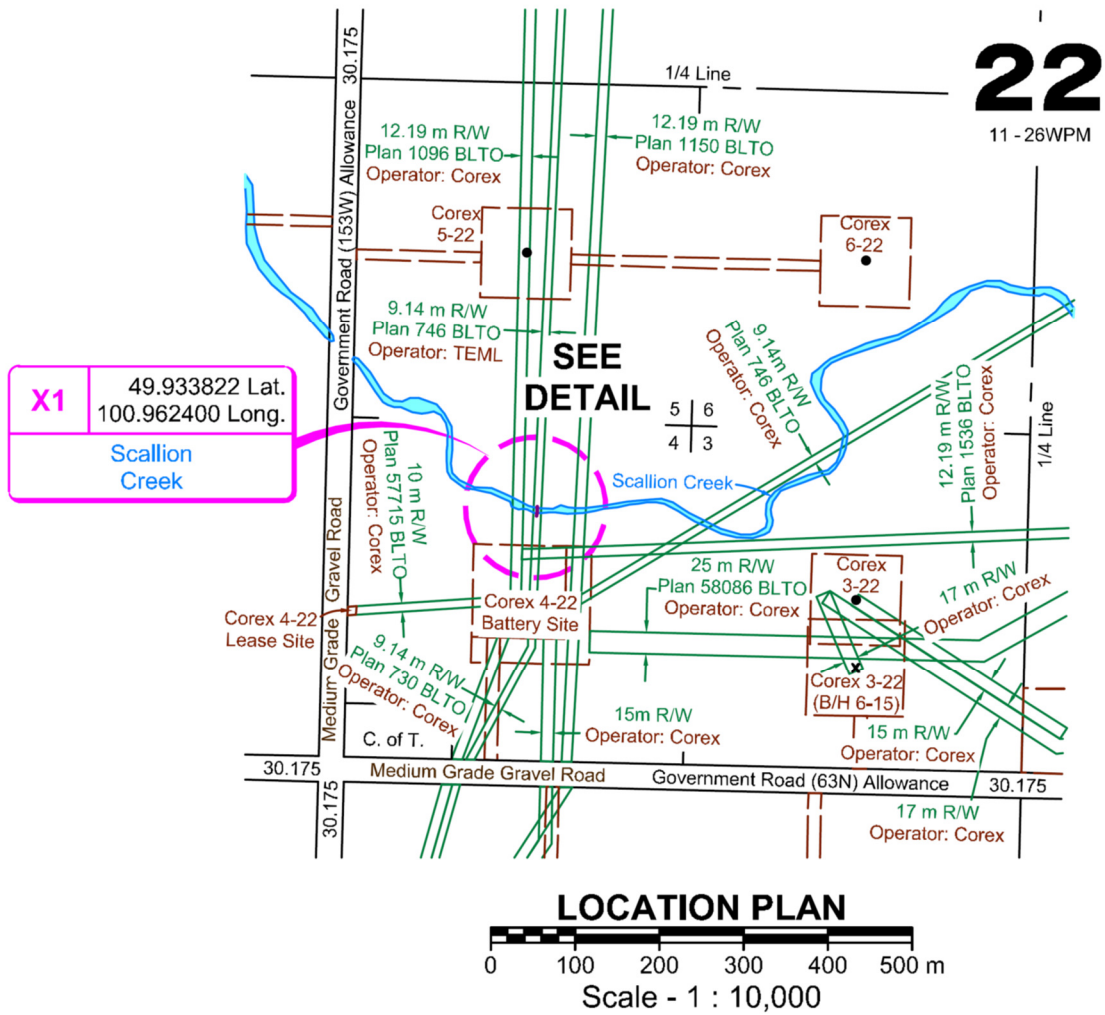 30.175
1/4 Line
22
11 - 26WPM
12.19 m R/W
Plan 1096 BLTO
Operator: Corex
12.19 m R/W
Plan 1150 BLTO
Operator: Corex
Government Road (153W) Allowance
Corex
5-22
Corex
6-22
9.14 m R/W
Plan 746 BLTO
Operator: TEML
SEE
DETAIL
9.14m R/W
Plan 746 BLTO
Operator: Corex
X1
49.933822 Lat.
100.962400 Long.
Scallion
Creek
5 6
4 3
12.19 m R/W
Plan 1536 BLTO
Operator: Corex
1/4 Line
10 m R/W
Plan 57715 BLTO
Operator: Corex
Scallion Creek
Medium Grade Gravel Road
25 m R/W
Plan 58086 BLTO
Operator: Corex
Corex
3-22
17 m R/W
Operator: Corex
Corex 4-22
Lease Site
Corex 4-22
Battery Site
9.14 m R/W
Plan 730 BLTO
Operator: Corex
Corex 3-22
(B/H 6-15)
15m R/W
Operator: Corex
15 m R/W
Operator: Corex
C. of T.
30.175
Medium Grade Gravel Road
Government Road (63N) Allowance
30.175
30.175
17 m R/W
Operator: Corex
LOCATION PLAN
0 100 200 300 400 500 m
Scale - 1 : 10,000